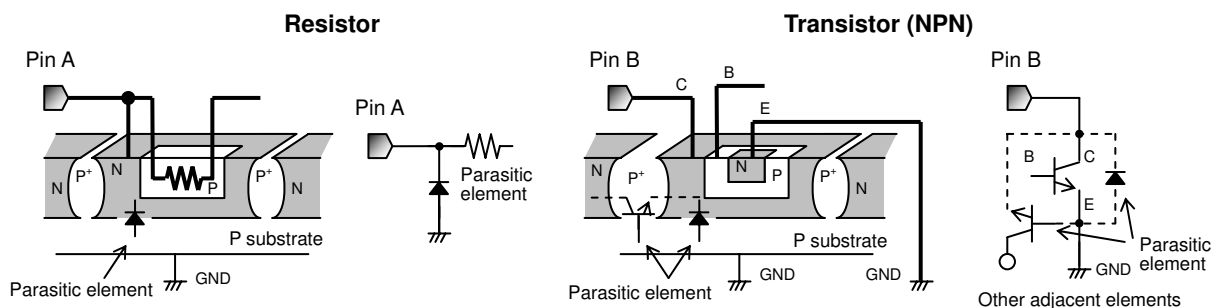 Resistor
Transistor (NPN)
Pin A
Pin A
Pin B
C
B
E
Pin B
N
P+
N
P
P+
N
Parasitic
element
N
P+
N
N
P
P+
N
B
C
E
P substrate
GND
Parasitic element
P substrate
GND
GND
Parasitic element
GND
Parasitic
element
Other adjacent elements